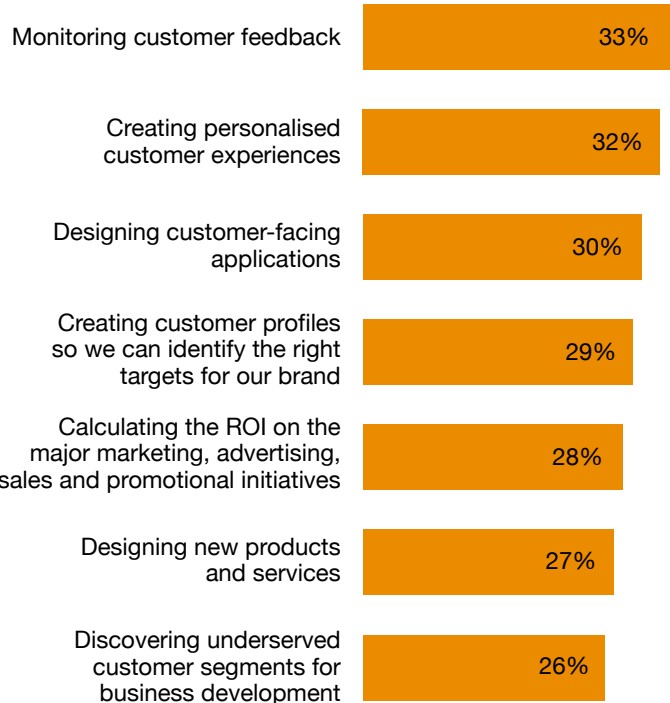 Monitoring customer feedback 33%
Creating personalised
customer experiences 32%
Designing customer-facing
applications 30%
Creating customer profiles
so we can identify the right
targets for our brand 29%
Calculating the ROI on the
major marketing, advertising,
sales and promotional initiatives 28%
Designing new products
and services 27%
Discovering underserved
customer segments for
business development 26%